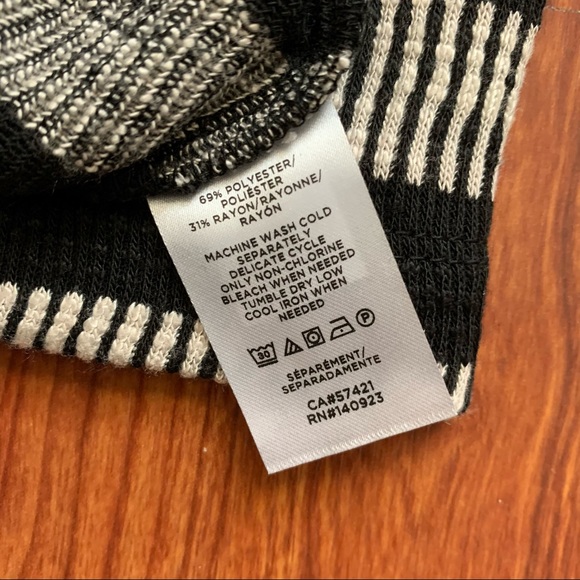 69% POLYESTER/
POLIÉSTER
31% RAYON/RAYONNE/
RAYÓN
MACHINE WASH COLD
SEPARATELY
DELICATE CYCLE
ONLY NON-CHLORINE
BLEACH WHEN NEEDED
TUMBLE DRY LOW
COOL IRON WHEN
NEEDED
30 P
SÉPARÉMENT/
SEPARADAMENTE
CA#57421
RN#140923